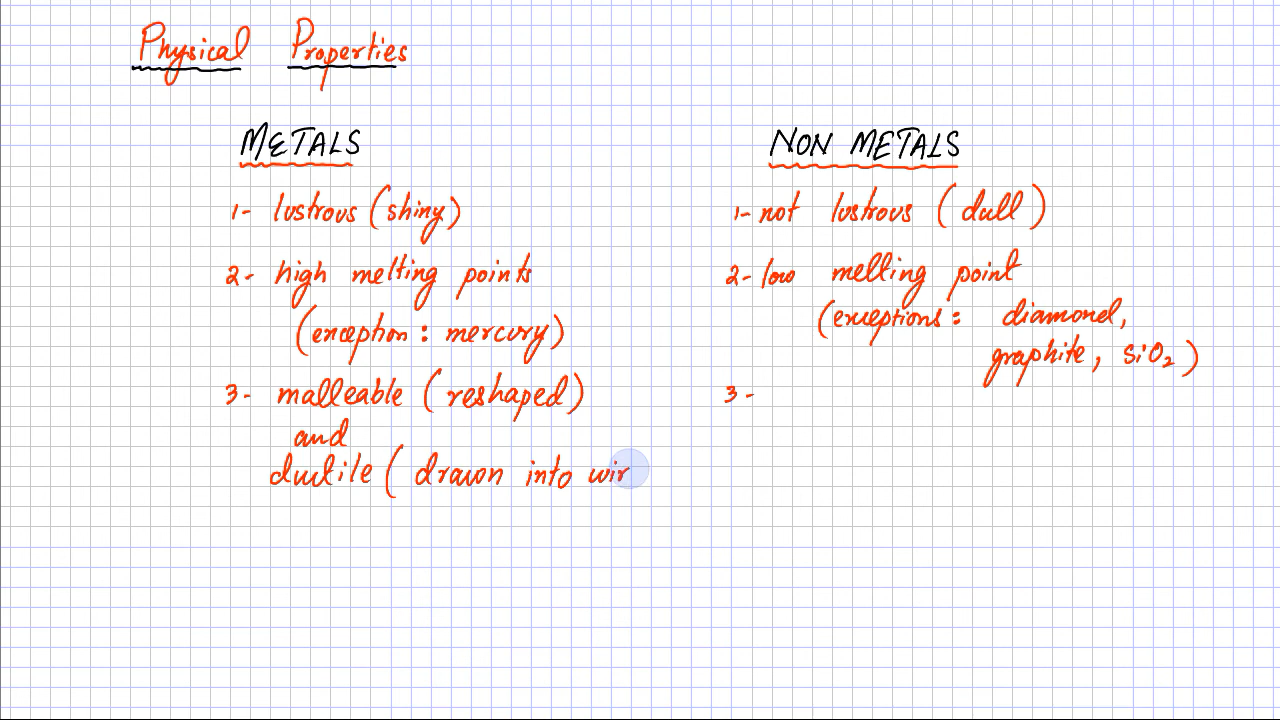 Physical Properties
METALS
1- lustrous (shiny)
2- high melting points
(exception : mercury)
3- malleable (reshaped)
and
ductile ( drawn into wir
NON METALS
1- not lustrous ( dull )
2- low melting point
(exceptions : diamond,
graphite, SiO₂ )
3-